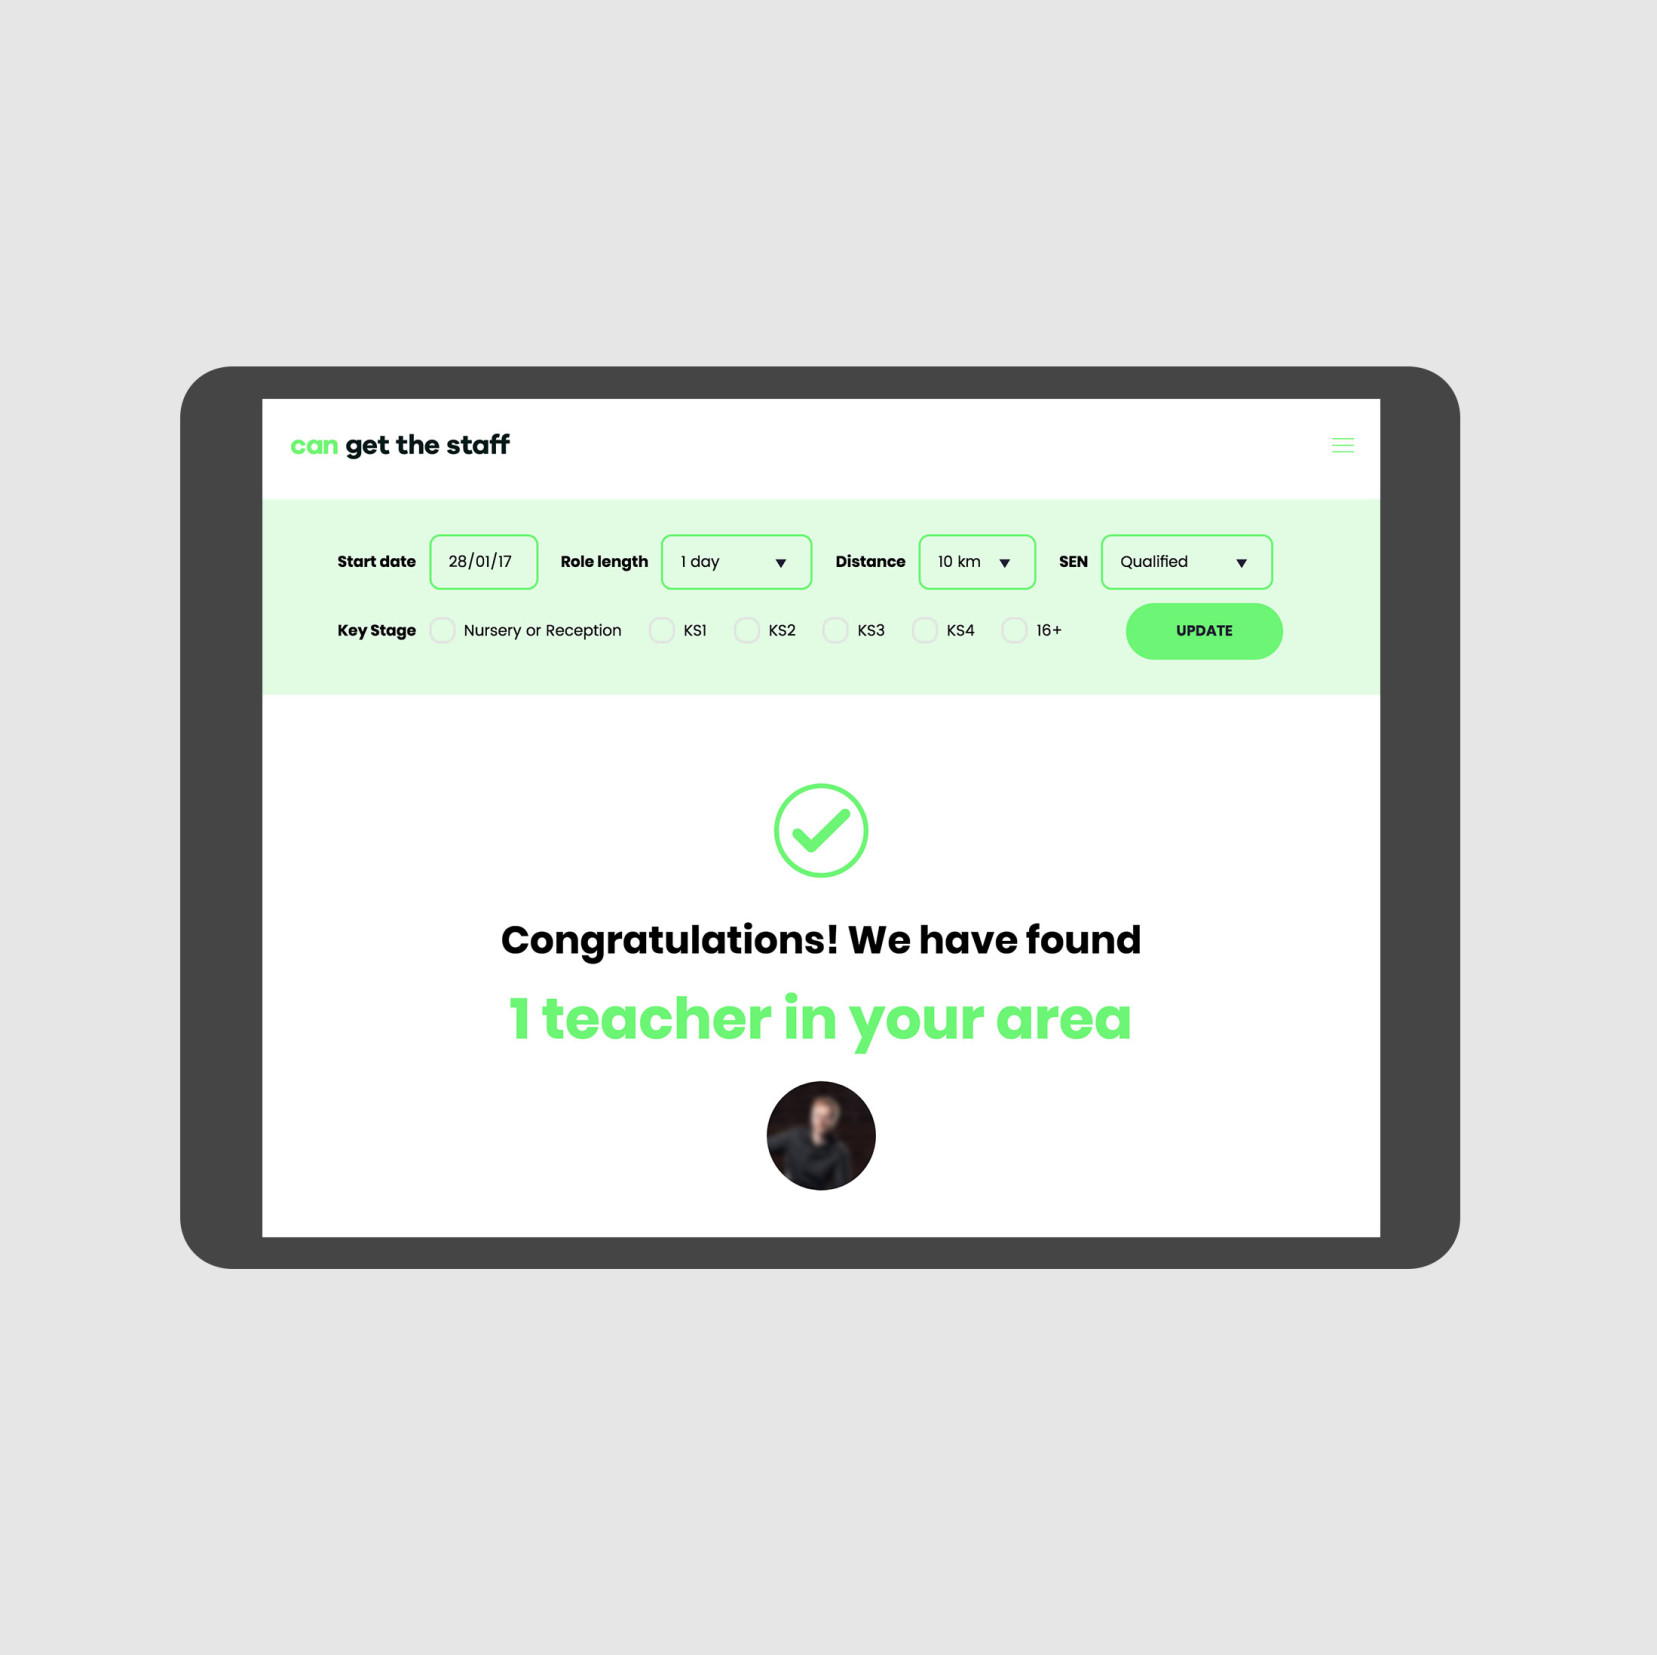 can get the staff
Start date 28/01/17 Role length 1 day Distance 10 km SEN Qualified
Key Stage Nursery or Reception KS1 KS2 KS3 KS4 16+ UPDATE
Congratulations! We have found
1 teacher in your area